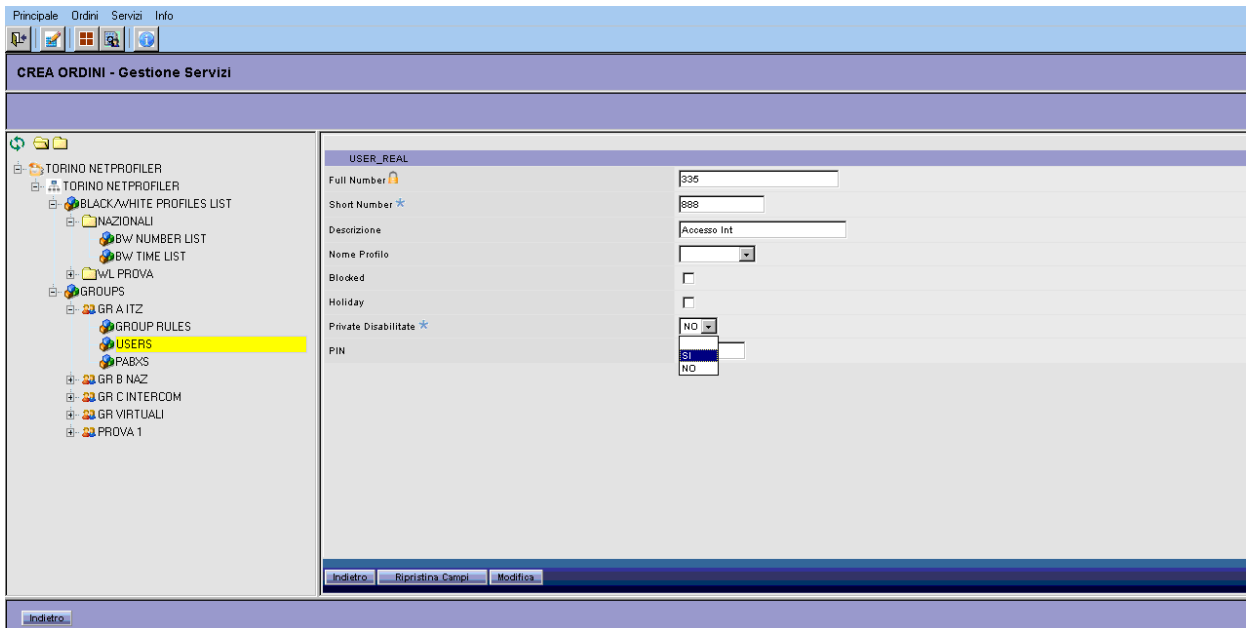 Principale Ordini Servizi Info
CREA ORDINI - Gestione Servizi
TORINO NETPROFILER
TORINO NETPROFILER
BLACK/WHITE PROFILES LIST
NAZIONALI
BW NUMBER LIST
BW TIME LIST
WL PROVA
GROUPS
GR A ITZ
GROUP RULES
USERS
PABXS
GR B NAZ
GR C INTERCOM
GR VIRTUALI
PROVA 1
USER_REAL
Full Number 335
Short Number * 888
Descrizione Accesso Int
Nome Profilo
Blocked
Holiday
Private Disabilitate * NO
SI
NO
PIN
Indietro Ripristina Campi Modifica
Indietro